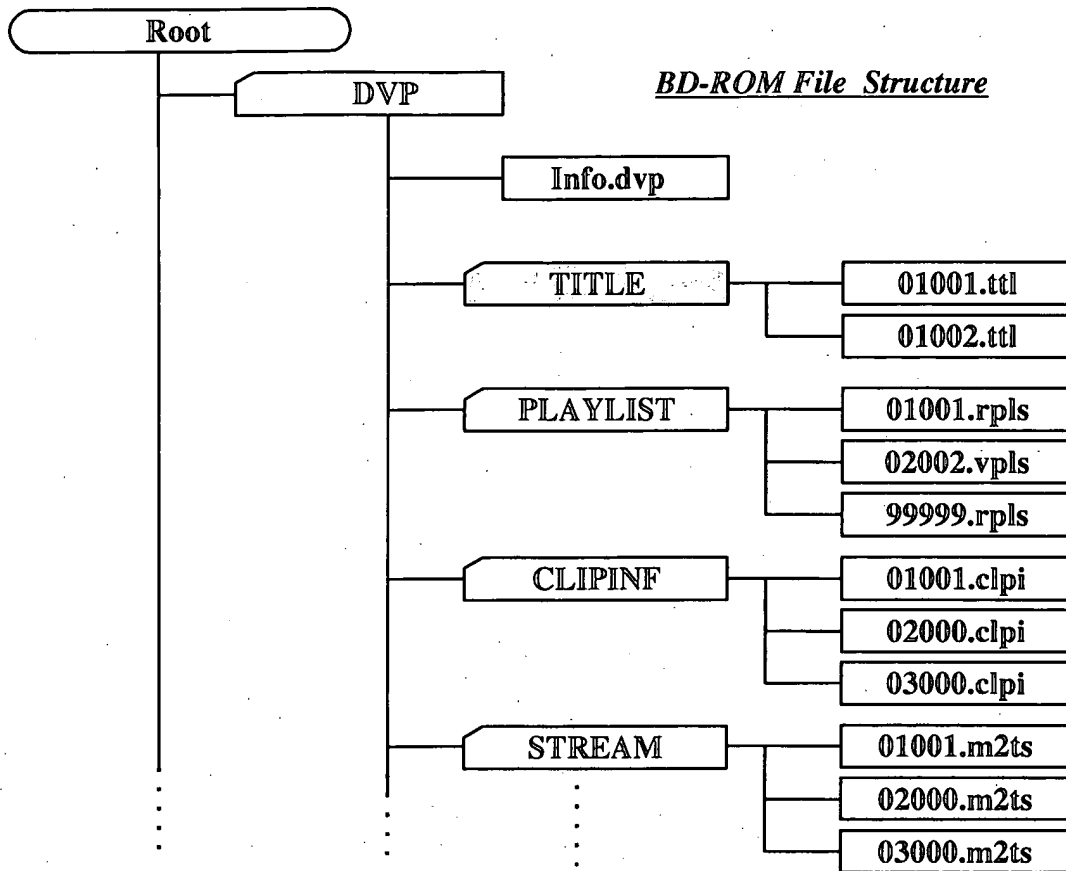 Root
DVP
BD-ROM File Structure
Info.dvp
TITLE
01001.ttl
01002.ttl
PLAYLIST
01001.rpls
02002.vpls
99999.rpls
CLIPINF
01001.clpi
02000.clpi
03000.clpi
STREAM
01001.m2ts
02000.m2ts
03000.m2ts